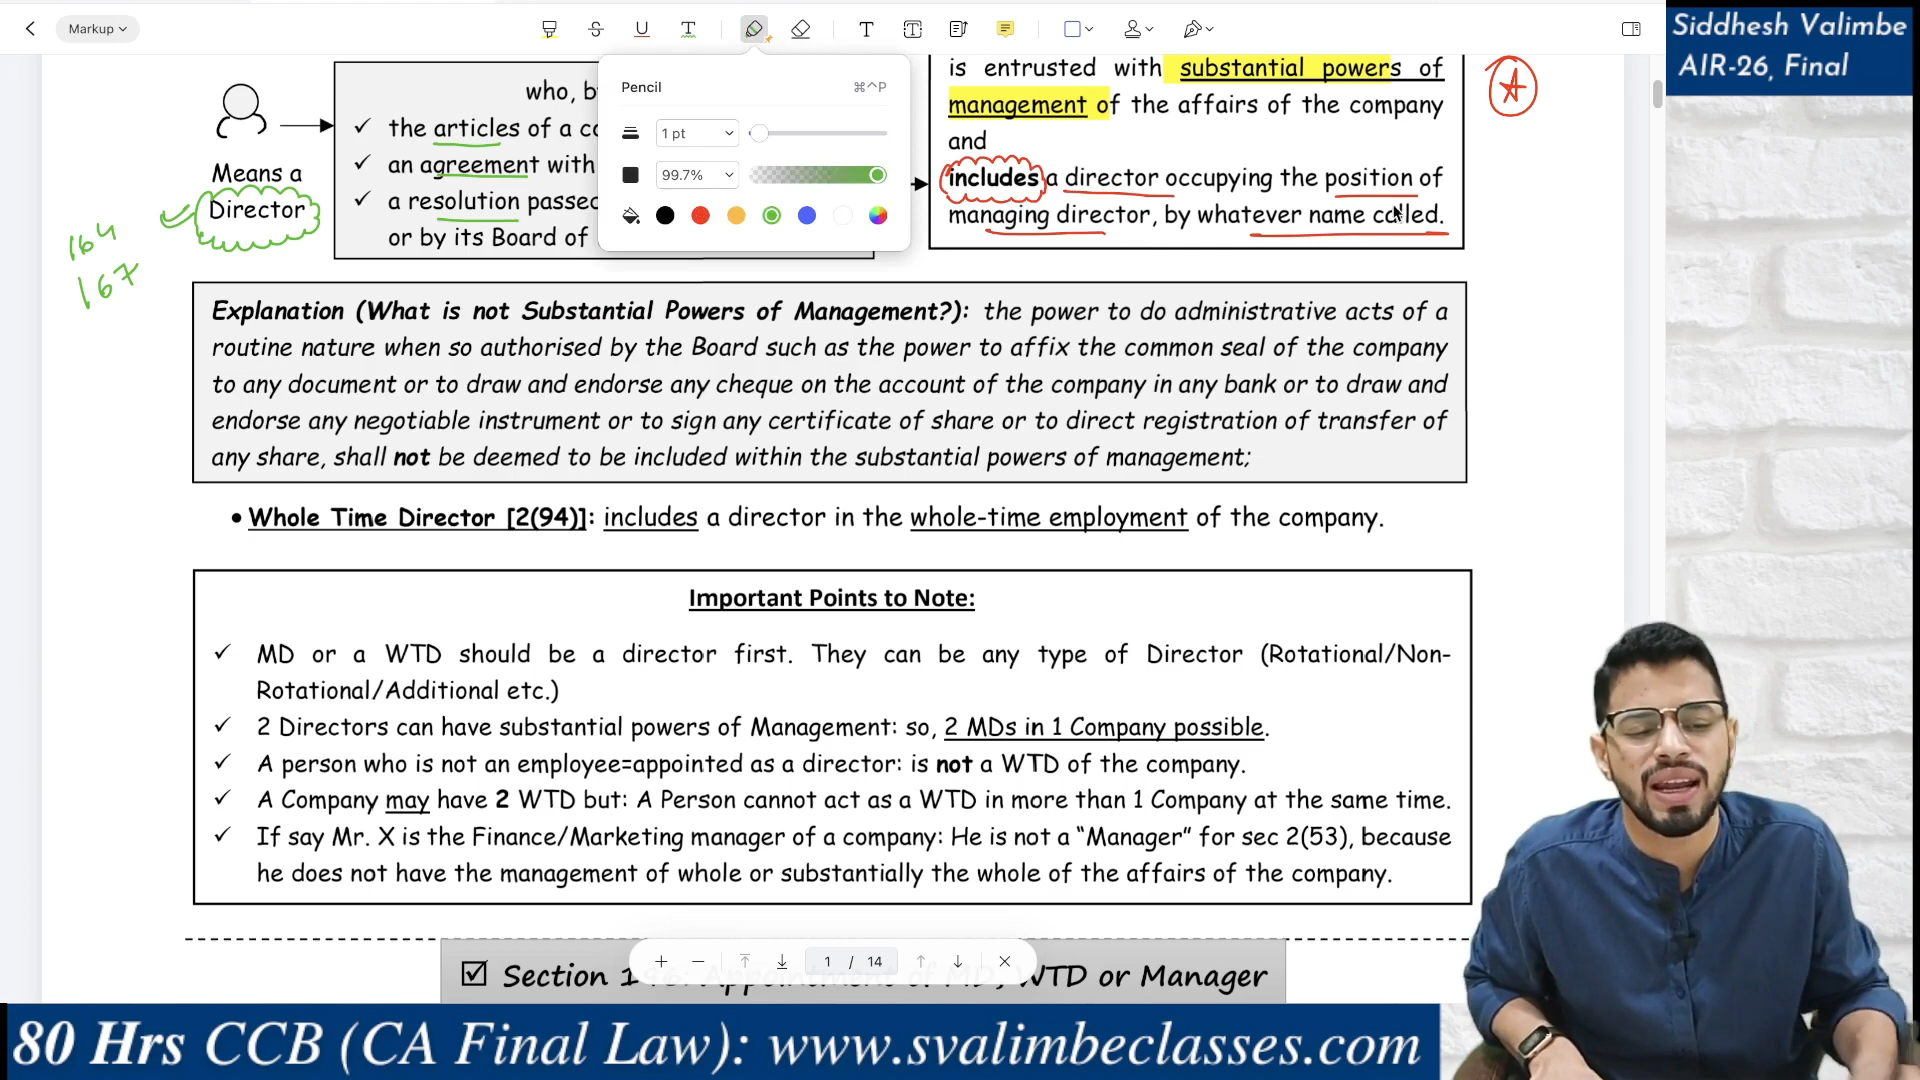 Markup
Siddhesh Valimbe
AIR-26, Final
Pencil
⌘^P
1 pt
99.7%
who, b
✓ the articles of a co
✓ an agreement with
✓ a resolution passed
or by its Board of
Means a
Director
164
167
is entrusted with substantial powers of
management of the affairs of the company
and
includes a director occupying the position of
managing director, by whatever name called.
Explanation (What is not Substantial Powers of Management?): the power to do administrative acts of a
routine nature when so authorised by the Board such as the power to affix the common seal of the company
to any document or to draw and endorse any cheque on the account of the company in any bank or to draw and
endorse any negotiable instrument or to sign any certificate of share or to direct registration of transfer of
any share, shall not be deemed to be included within the substantial powers of management;
• Whole Time Director [2(94)]: includes a director in the whole-time employment of the company.
Important Points to Note:
✓ MD or a WTD should be a director first. They can be any type of Director (Rotational/Non-
Rotational/Additional etc.)
✓ 2 Directors can have substantial powers of Management: so, 2 MDs in 1 Company possible.
✓ A person who is not an employee=appointed as a director: is not a WTD of the company.
✓ A Company may have 2 WTD but: A Person cannot act as a WTD in more than 1 Company at the same time.
✓ If say Mr. X is the Finance/Marketing manager of a company: He is not a “Manager” for sec 2(53), because
he does not have the management of whole or substantially the whole of the affairs of the company.
1 / 14
Section 196: Appointment of MD, WTD or Manager
80 Hrs CCB (CA Final Law): www.svalimbeclasses.com